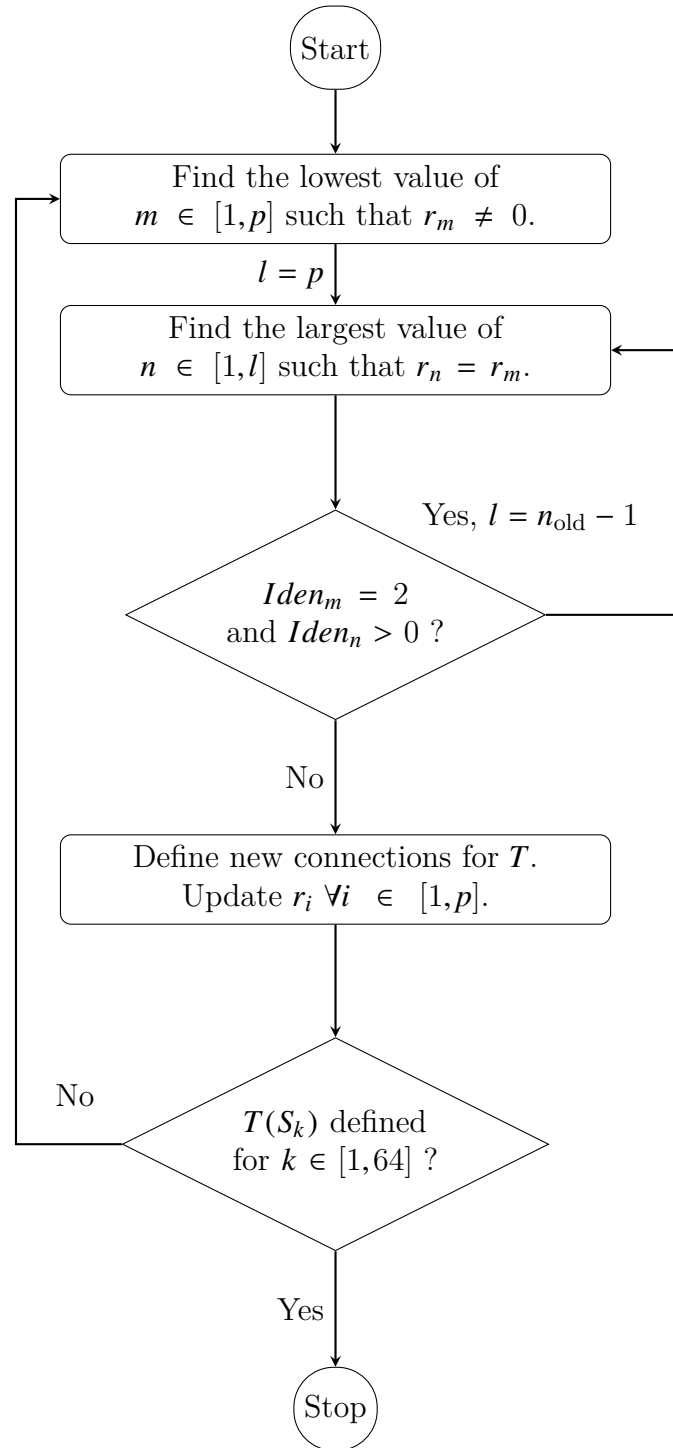 Start
Find the lowest value of
m ∈ [1, p] such that r_m ≠ 0.
l = p
Find the largest value of
n ∈ [1, l] such that r_n = r_m.
Yes, l = n_old − 1
Iden_m = 2
and Iden_n > 0 ?
No
Define new connections for T.
Update r_i ∀i ∈ [1, p].
No
T(S_k) defined
for k ∈ [1, 64] ?
Yes
Stop